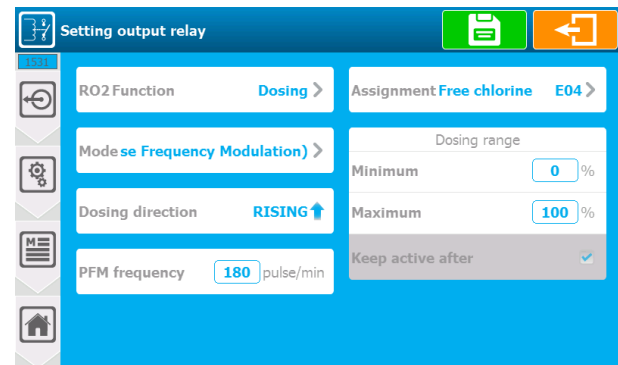 Setting output relay
1531
RO2 Function Dosing
Assignment Free chlorine E04
Mode se Frequency Modulation)
Dosing direction RISING
PFM frequency 180 pulse/min
Dosing range
Minimum 0 %
Maximum 100 %
Keep active after
M